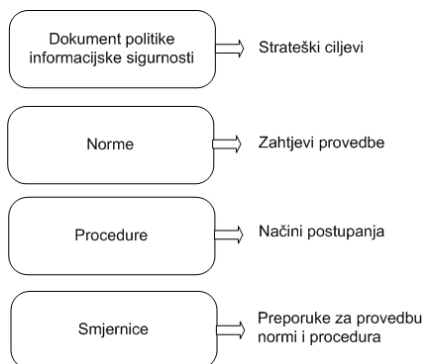 Dokument politike
informacijske sigurnosti
Strateški ciljevi
Norme
Zahtjevi provedbe
Procedure
Načini postupanja
Smjernice
Preporuke za provedbu
normi i procedura